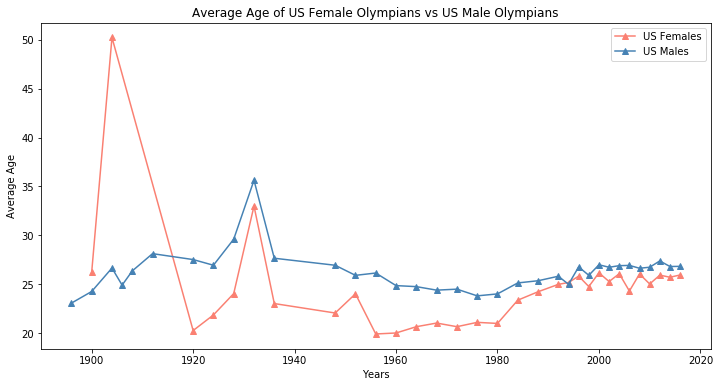 Average Age of US Female Olympians vs US Male Olympians
US Females
US Males
Average Age
50
45
40
35
30
25
20
1900
1920
1940
1960
1980
2000
2020
Years